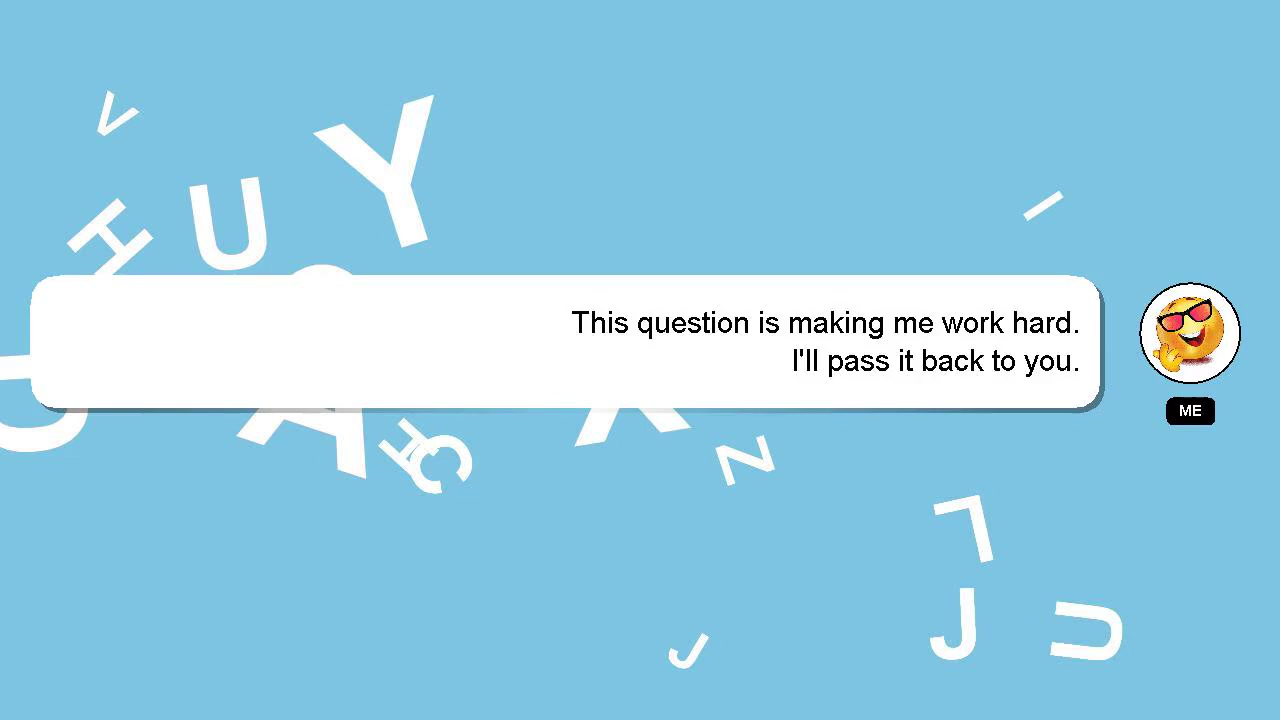 V
Y
U
H
I
This question is making me work hard.
I'll pass it back to you.
ME
A
X
H
C
N
L
J
U
J